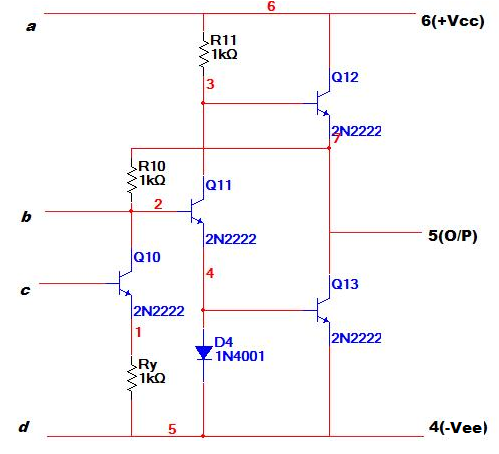 6
a
6(+Vcc)
R11
1kΩ
Q12
3
2N2222
7
R10
1kΩ
Q11
b
2
2N2222
5(O/P)
Q10
4
Q13
c
2N2222
1
2N2222
D4
1N4001
Ry
1kΩ
d
5
4(-Vee)